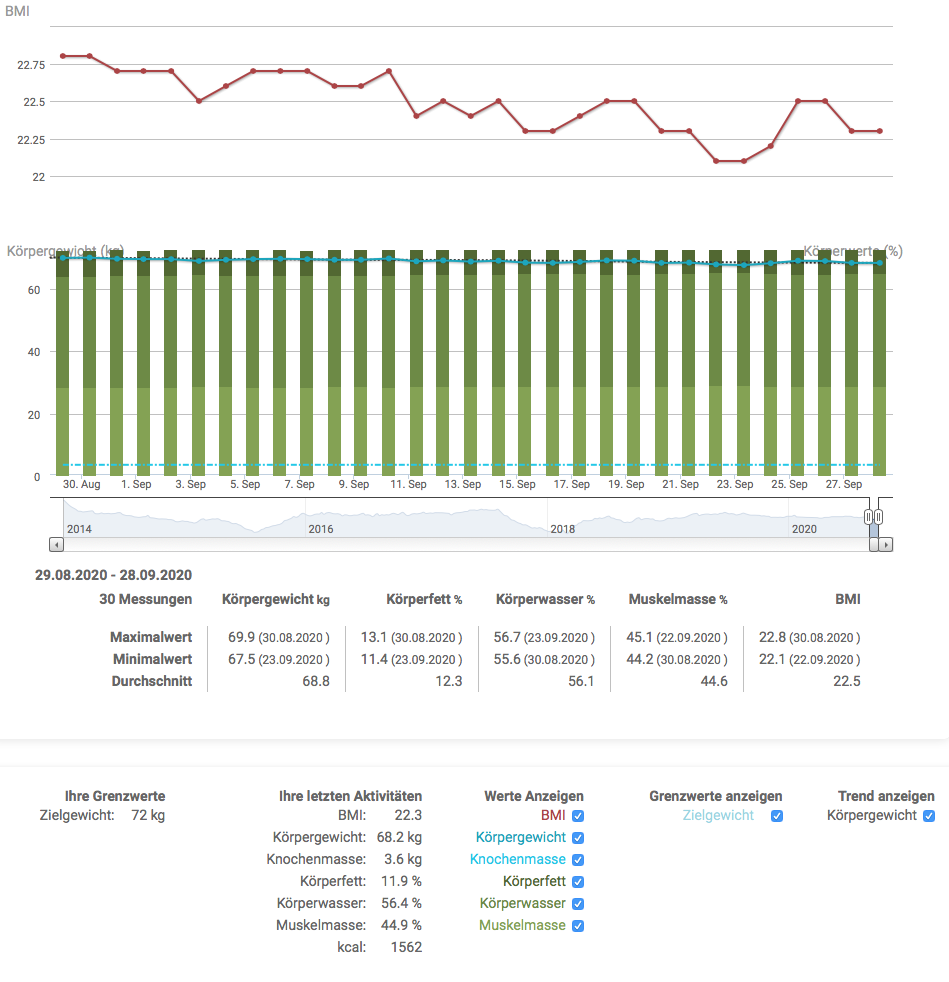 BMI
22.75
22.5
22.25
22
Körpergewicht (kg)
Körperwerte (%)
60
40
20
0
30. Aug 1. Sep 3. Sep 5. Sep 7. Sep 9. Sep 11. Sep 13. Sep 15. Sep 17. Sep 19. Sep 21. Sep 23. Sep 25. Sep 27. Sep
2014 2016 2018 2020
29.08.2020 - 28.09.2020
30 Messungen Körpergewicht kg Körperfett % Körperwasser % Muskelmasse % BMI
Maximalwert 69.9 (30.08.2020 ) 13.1 (30.08.2020 ) 56.7 (23.09.2020 ) 45.1 (22.09.2020 ) 22.8 (30.08.2020 )
Minimalwert 67.5 (23.09.2020 ) 11.4 (23.09.2020 ) 55.6 (30.08.2020 ) 44.2 (30.08.2020 ) 22.1 (22.09.2020 )
Durchschnitt 68.8 12.3 56.1 44.6 22.5
Ihre Grenzwerte Ihre letzten Aktivitäten Werte Anzeigen Grenzwerte anzeigen Trend anzeigen
Zielgewicht: 72 kg BMI: 22.3 BMI Zielgewicht Körpergewicht
Körpergewicht: 68.2 kg Körpergewicht
Knochenmasse: 3.6 kg Knochenmasse
Körperfett: 11.9 % Körperfett
Körperwasser: 56.4 % Körperwasser
Muskelmasse: 44.9 % Muskelmasse
kcal: 1562